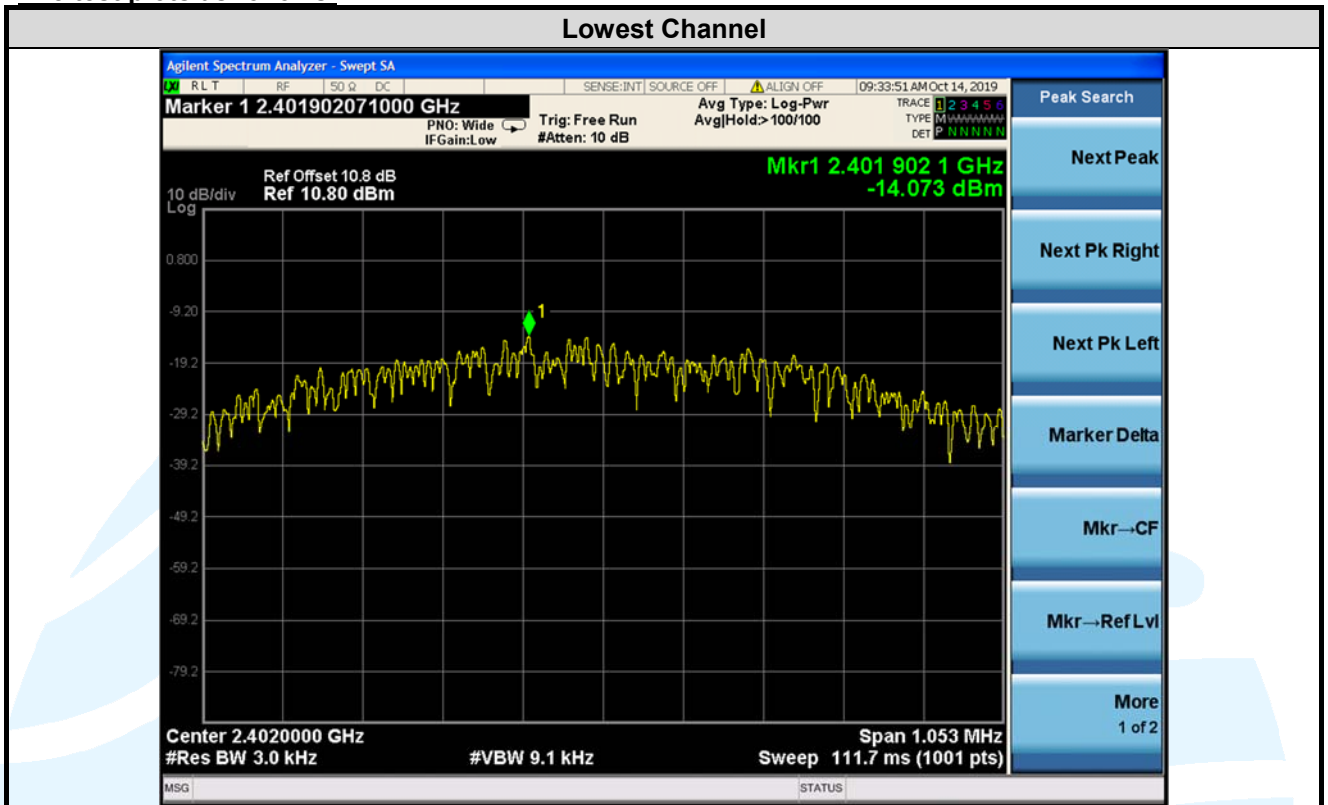 Lowest Channel
Agilent Spectrum Analyzer - Swept SA
LXI RLT RF 50 Ω DC SENSE:INT SOURCE OFF ALIGN OFF 09:33:51 AM Oct 14, 2019
Marker 1 2.401902071000 GHz
PNO: Wide
IFGain:Low
Trig: Free Run
#Atten: 10 dB
Avg Type: Log-Pwr
Avg|Hold:>100/100
TRACE 1 2 3 4 5 6
TYPE M
DET P N N N N N
Peak Search
Ref Offset 10.8 dB
10 dB/div Ref 10.80 dBm
Log
Mkr1 2.401 902 1 GHz
-14.073 dBm
0.800
-9.20
-19.2
-29.2
-39.2
-49.2
-59.2
-69.2
-79.2
1
Center 2.4020000 GHz Span 1.053 MHz
#Res BW 3.0 kHz #VBW 9.1 kHz Sweep 111.7 ms (1001 pts)
MSG STATUS
Next Peak
Next Pk Right
Next Pk Left
Marker Delta
Mkr→CF
Mkr→Ref Lvl
More
1 of 2